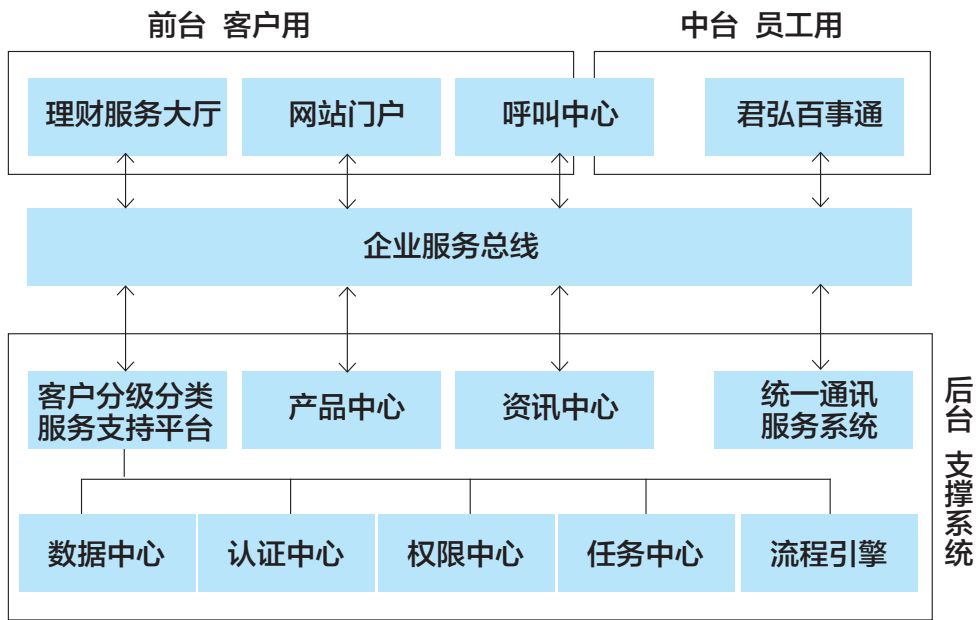 前台 客户用
中台 员工用
理财服务大厅
网站门户
呼叫中心
君弘百事通
企业服务总线
客户分级分类
服务支持平台
产品中心
资讯中心
统一通讯
服务系统
后台 支撑系统
数据中心
认证中心
权限中心
任务中心
流程引擎